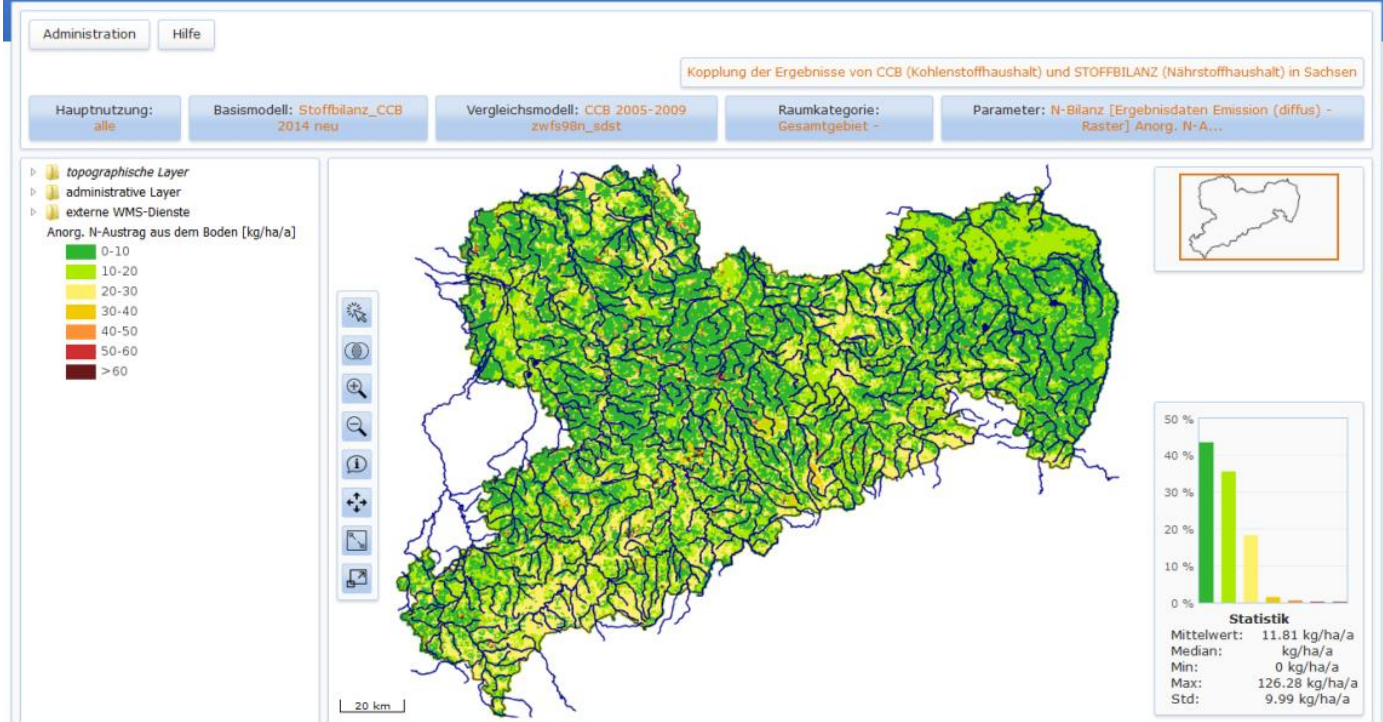 Administration Hilfe
Kopplung der Ergebnisse von CCB (Kohlenstoffhaushalt) und STOFFBILANZ (Nährstoffhaushalt) in Sachsen
Hauptnutzung:
alle
Basismodell: Stoffbilanz_CCB
2014 neu
Vergleichsmodell: CCB 2005-2009
zwfs98n_sdst
Raumkategorie:
Gesamtgebiet -
Parameter: N-Bilanz [Ergebnisdaten Emission (diffus) -
Raster] Anorg. N-A...
topographische Layer
administrative Layer
externe WMS-Dienste
Anorg. N-Austrag aus dem Boden [kg/ha/a]
0-10
10-20
20-30
30-40
40-50
50-60
>60
20 km
50 %
40 %
30 %
20 %
10 %
0 %
Statistik
Mittelwert: 11.81 kg/ha/a
Median: kg/ha/a
Min: 0 kg/ha/a
Max: 126.28 kg/ha/a
Std: 9.99 kg/ha/a